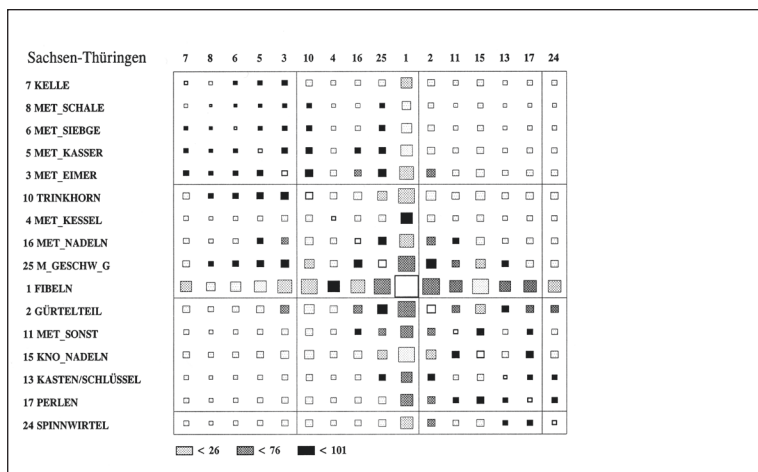 Sachsen-Thüringen 7 8 6 5 3 10 4 16 25 1 2 11 15 13 17 24
7 KELLE
8 MET_SCHALE
6 MET_SIEBGE
5 MET_KASSER
3 MET_EIMER
10 TRINKHORN
4 MET_KESSEL
16 MET_NADELN
25 M_GESCHW_G
1 FIBELN
2 GÜRTELTEIL
11 MET_SONST
15 KNO_NADELN
13 KASTEN/SCHLÜSSEL
17 PERLEN
24 SPINNWIRTEL
< 26 < 76 < 101